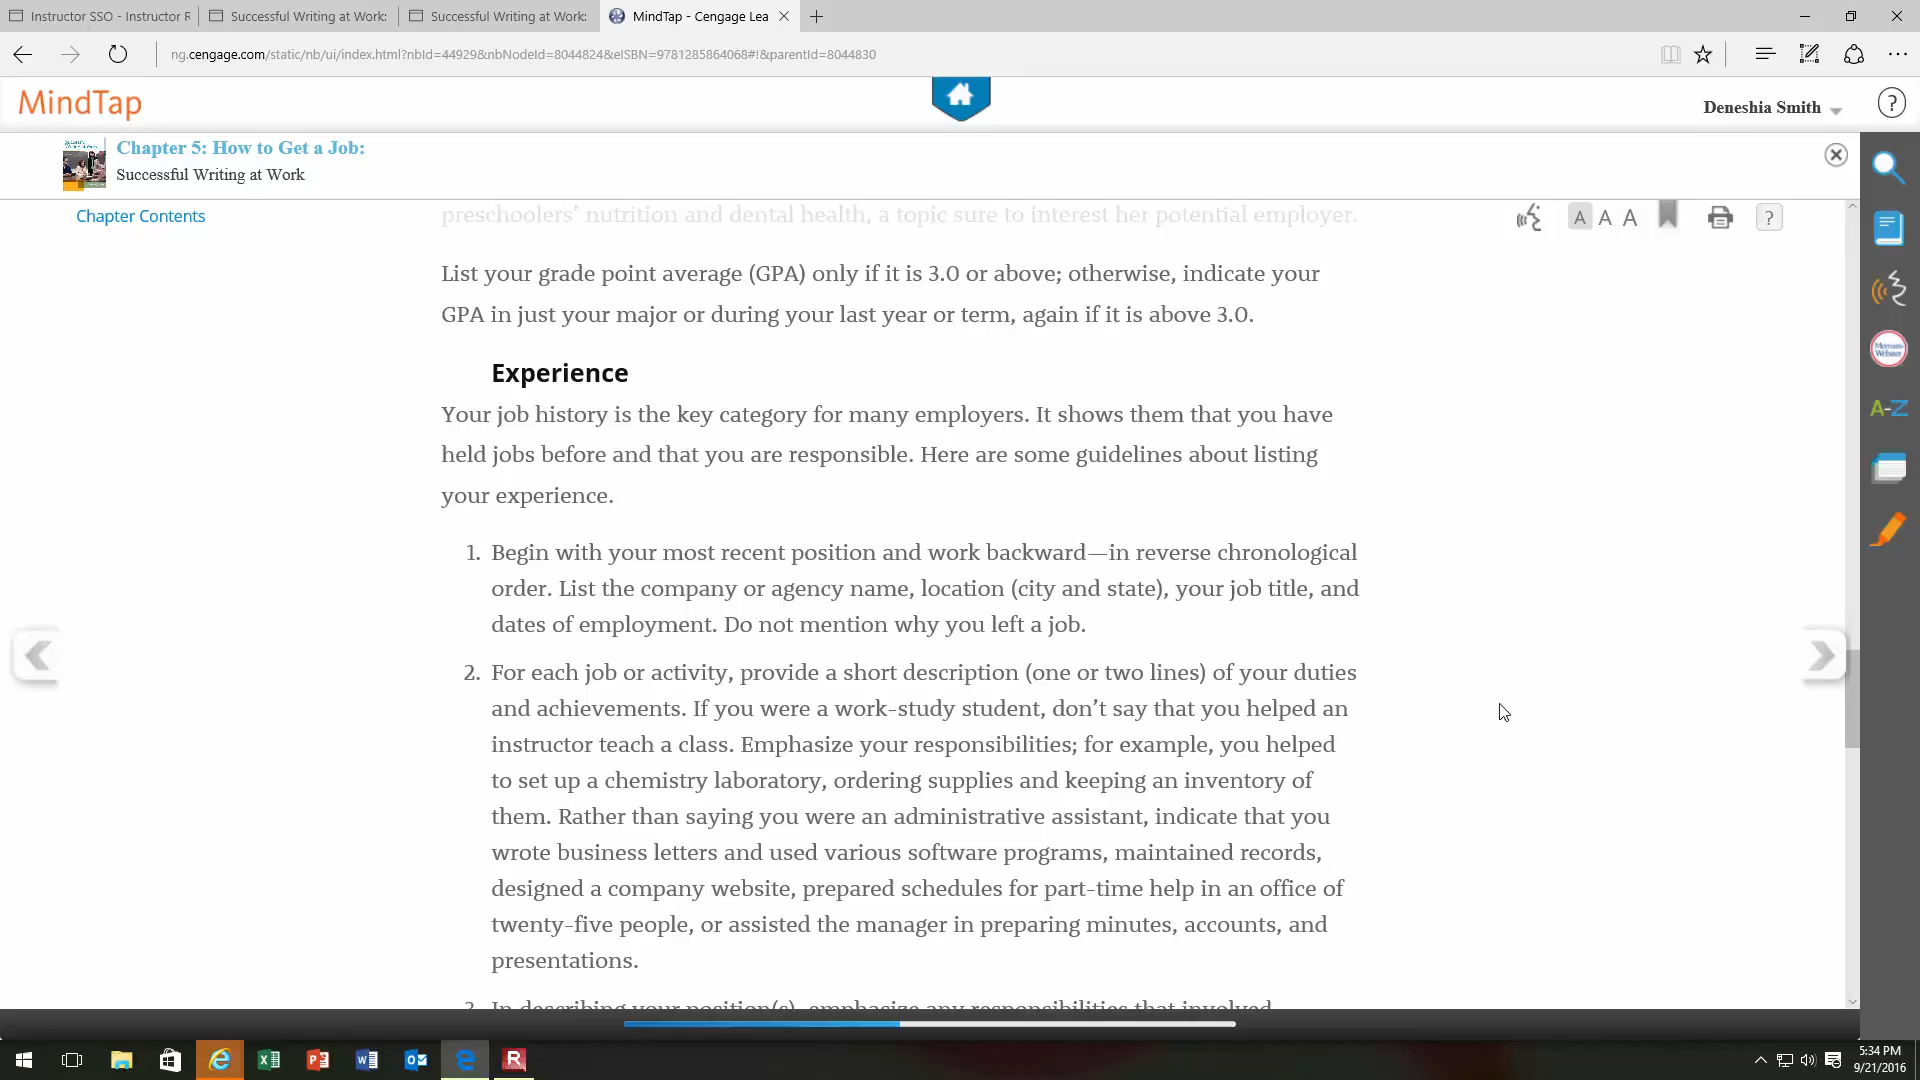 Instructor SSO - Instructor R
Successful Writing at Work:
Successful Writing at Work:
MindTap - Cengage Lea
ng.cengage.com/static/nb/ui/index.html?nbId=44929&nbNodeId=8044824&eISBN=9781285864068#!&parentId=8044830
MindTap
Deneshia Smith
?
Chapter 5: How to Get a Job:
Successful Writing at Work
Chapter Contents
A A A
?
preschoolers’ nutrition and dental health, a topic sure to interest her potential employer.
List your grade point average (GPA) only if it is 3.0 or above; otherwise, indicate your
GPA in just your major or during your last year or term, again if it is above 3.0.
Experience
Your job history is the key category for many employers. It shows them that you have
held jobs before and that you are responsible. Here are some guidelines about listing
your experience.
1. Begin with your most recent position and work backward—in reverse chronological
order. List the company or agency name, location (city and state), your job title, and
dates of employment. Do not mention why you left a job.
2. For each job or activity, provide a short description (one or two lines) of your duties
and achievements. If you were a work-study student, don’t say that you helped an
instructor teach a class. Emphasize your responsibilities; for example, you helped
to set up a chemistry laboratory, ordering supplies and keeping an inventory of
them. Rather than saying you were an administrative assistant, indicate that you
wrote business letters and used various software programs, maintained records,
designed a company website, prepared schedules for part-time help in an office of
twenty-five people, or assisted the manager in preparing minutes, accounts, and
presentations.
3. In describing your position(s), emphasize any responsibilities that involved
Merriam-
Webster
A-Z
5:34 PM
9/21/2016